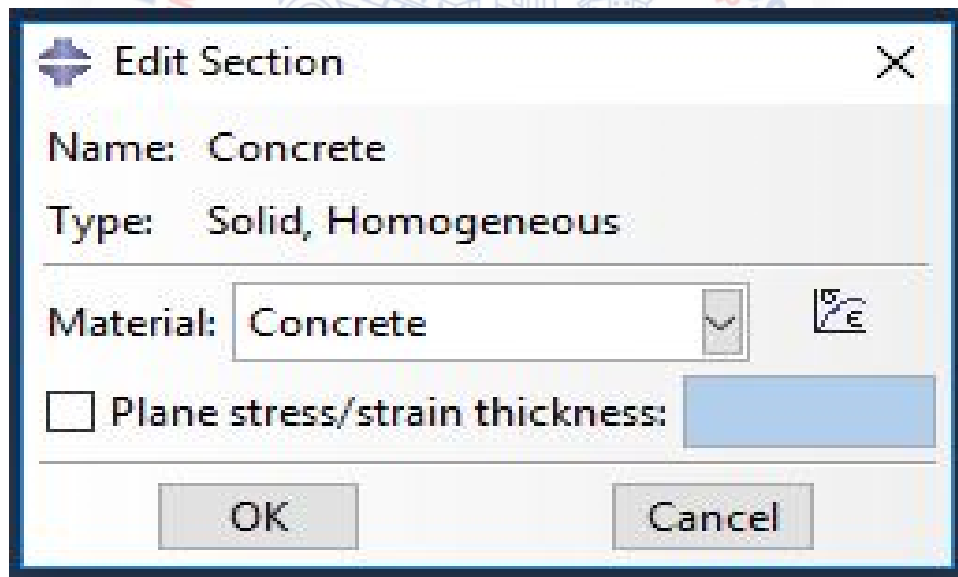 Edit Section
Name: Concrete
Type: Solid, Homogeneous
Material: Concrete σ ε
Plane stress/strain thickness:
OK Cancel